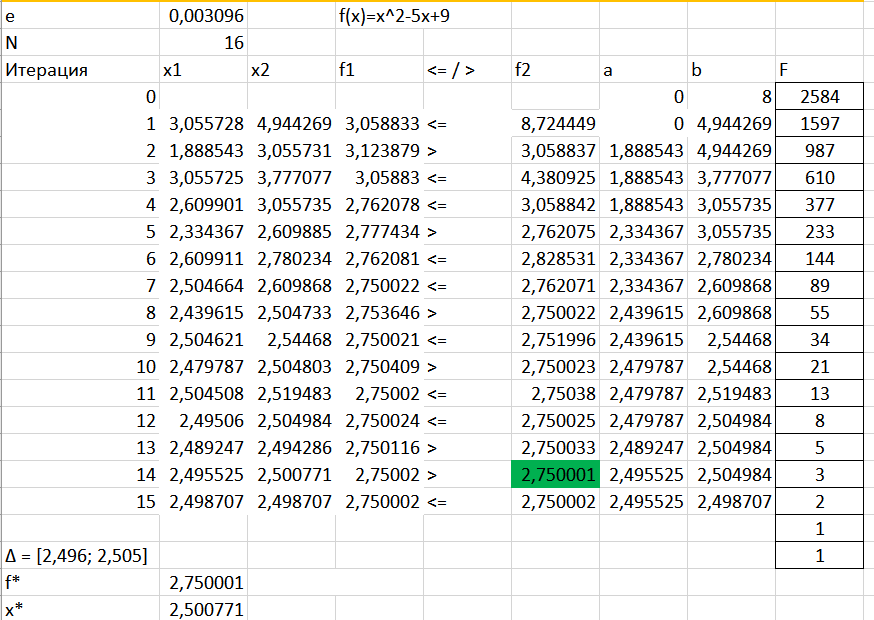 e 0,003096 f(x)=x^2-5x+9
N 16
Итерация x1 x2 f1 <= / > f2 a b F
0 0 8 2584
1 3,055728 4,944269 3,058833 <= 8,724449 0 4,944269 1597
2 1,888543 3,055731 3,123879 > 3,058837 1,888543 4,944269 987
3 3,055725 3,777077 3,05883 <= 4,380925 1,888543 3,777077 610
4 2,609901 3,055735 2,762078 <= 3,058842 1,888543 3,055735 377
5 2,334367 2,609885 2,777434 > 2,762075 2,334367 3,055735 233
6 2,609911 2,780234 2,762081 <= 2,828531 2,334367 2,780234 144
7 2,504664 2,609868 2,750022 <= 2,762071 2,334367 2,609868 89
8 2,439615 2,504733 2,753646 > 2,750022 2,439615 2,609868 55
9 2,504621 2,54468 2,750021 <= 2,751996 2,439615 2,54468 34
10 2,479787 2,504803 2,750409 > 2,750023 2,479787 2,54468 21
11 2,504508 2,519483 2,75002 <= 2,75038 2,479787 2,519483 13
12 2,49506 2,504984 2,750024 <= 2,750025 2,479787 2,504984 8
13 2,489247 2,494286 2,750116 > 2,750033 2,489247 2,504984 5
14 2,495525 2,500771 2,75002 > 2,750001 2,495525 2,504984 3
15 2,498707 2,498707 2,750002 <= 2,750002 2,495525 2,498707 2
1
Δ = [2,496; 2,505] 1
f* 2,750001
x* 2,500771